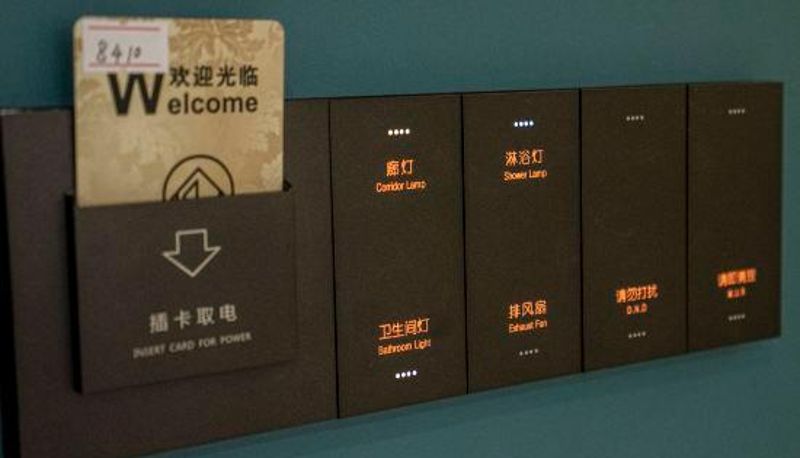 8410
欢迎光临
Welcome
插卡取电
INSERT CARD FOR POWER
廊灯
Corridor Lamp
卫生间灯
Bathroom Light
淋浴灯
Shower Lamp
排风扇
Exhaust Fan
请勿打扰
D.N.D
请即清理
M.U.R